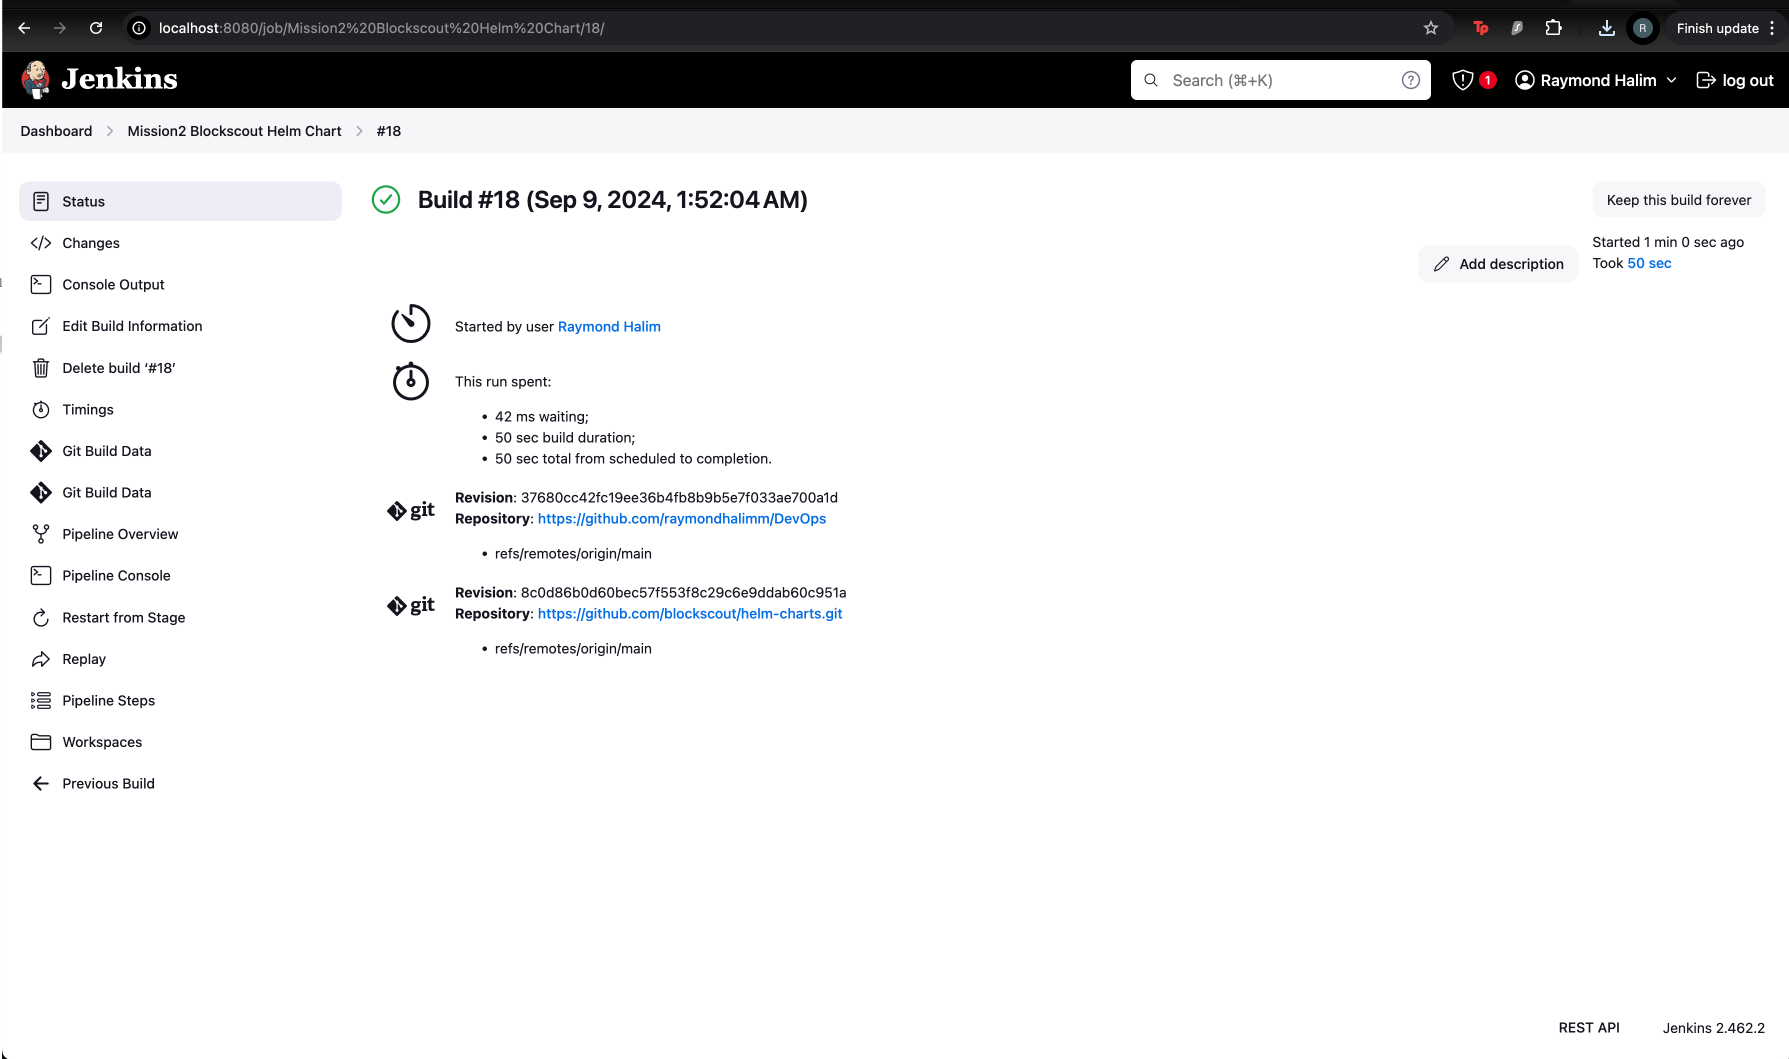 localhost:8080/job/Mission2%20Blockscout%20Helm%20Chart/18/
Tp
R
Finish update
Jenkins
Search (⌘+K)
?
1
Raymond Halim
log out
Dashboard
Mission2 Blockscout Helm Chart
#18
Status
Changes
Console Output
Edit Build Information
Delete build ‘#18’
Timings
Git Build Data
Git Build Data
Pipeline Overview
Pipeline Console
Restart from Stage
Replay
Pipeline Steps
Workspaces
Previous Build
Build #18 (Sep 9, 2024, 1:52:04 AM)
Keep this build forever
Add description
Started 1 min 0 sec ago
Took 50 sec
Started by user Raymond Halim
This run spent:
• 42 ms waiting;
• 50 sec build duration;
• 50 sec total from scheduled to completion.
git
Revision: 37680cc42fc19ee36b4fb8b9b5e7f033ae700a1d
Repository: https://github.com/raymondhalimm/DevOps
• refs/remotes/origin/main
git
Revision: 8c0d86b0d60bec57f553f8c29c6e9ddab60c951a
Repository: https://github.com/blockscout/helm-charts.git
• refs/remotes/origin/main
REST API
Jenkins 2.462.2